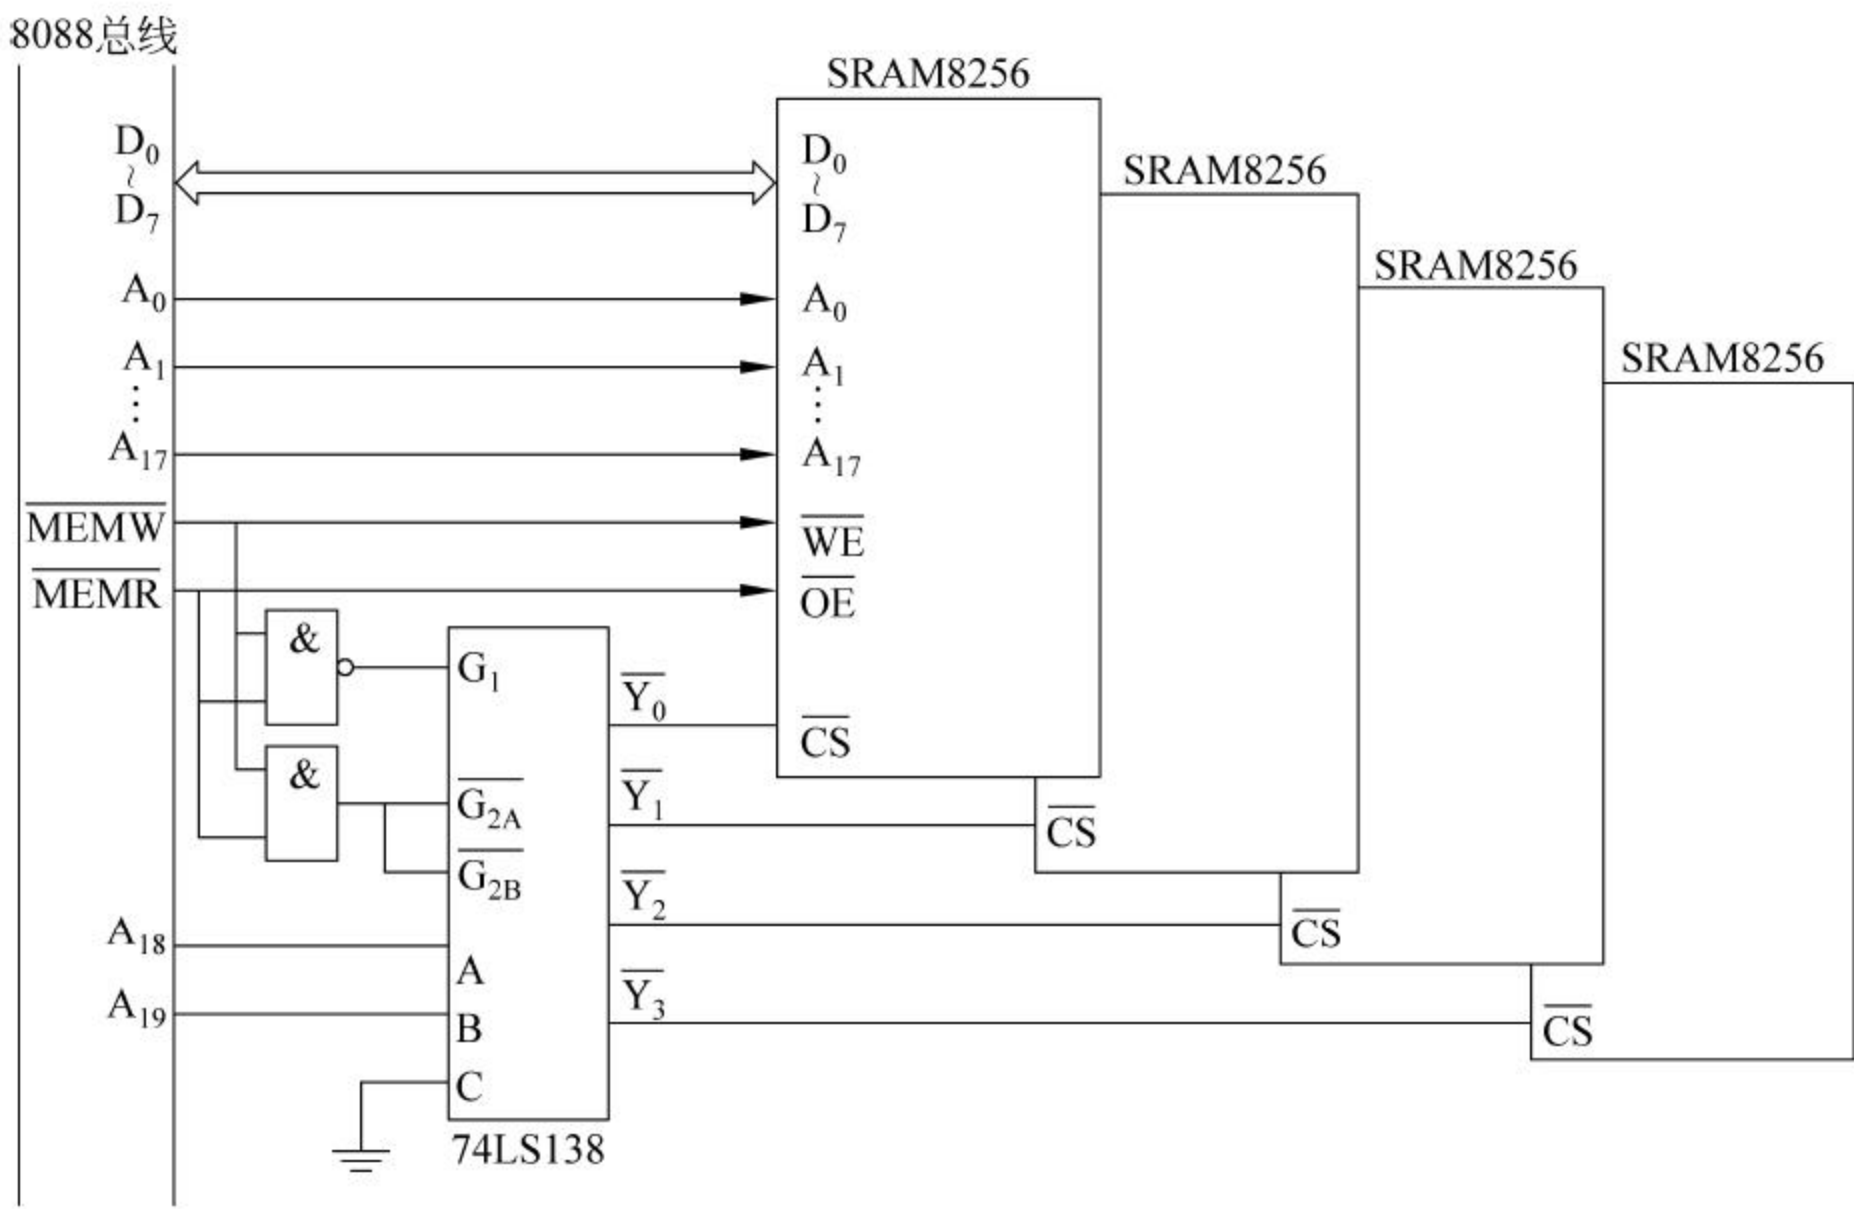 8088总线
SRAM8256
D0
~
D7
D0
~
D7
SRAM8256
A0
A0
SRAM8256
A1
A1
SRAM8256
⋮
⋮
A17
A17
MEMW
WE
MEMR
OE
&
G1
Y0
CS
&
G2A
Y1
CS
G2B
Y2
CS
A18
A
Y3
CS
A19
B
C
74LS138